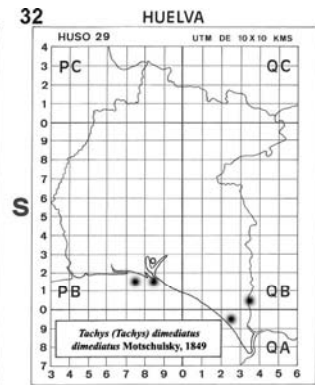 32 HUELVA
HUSO 29 UTM DE 10 X 10 KMS
4
PC QC
3
2
1
0
9
8
7
6
S
5
4
3
2
1
PB QB
0
9
Tachys (Tachys) dimediatus
dimediatus Motschulsky, 1849
8
QA
7
3 4 5 6 7 8 9 0 1 2 3 4 5 6